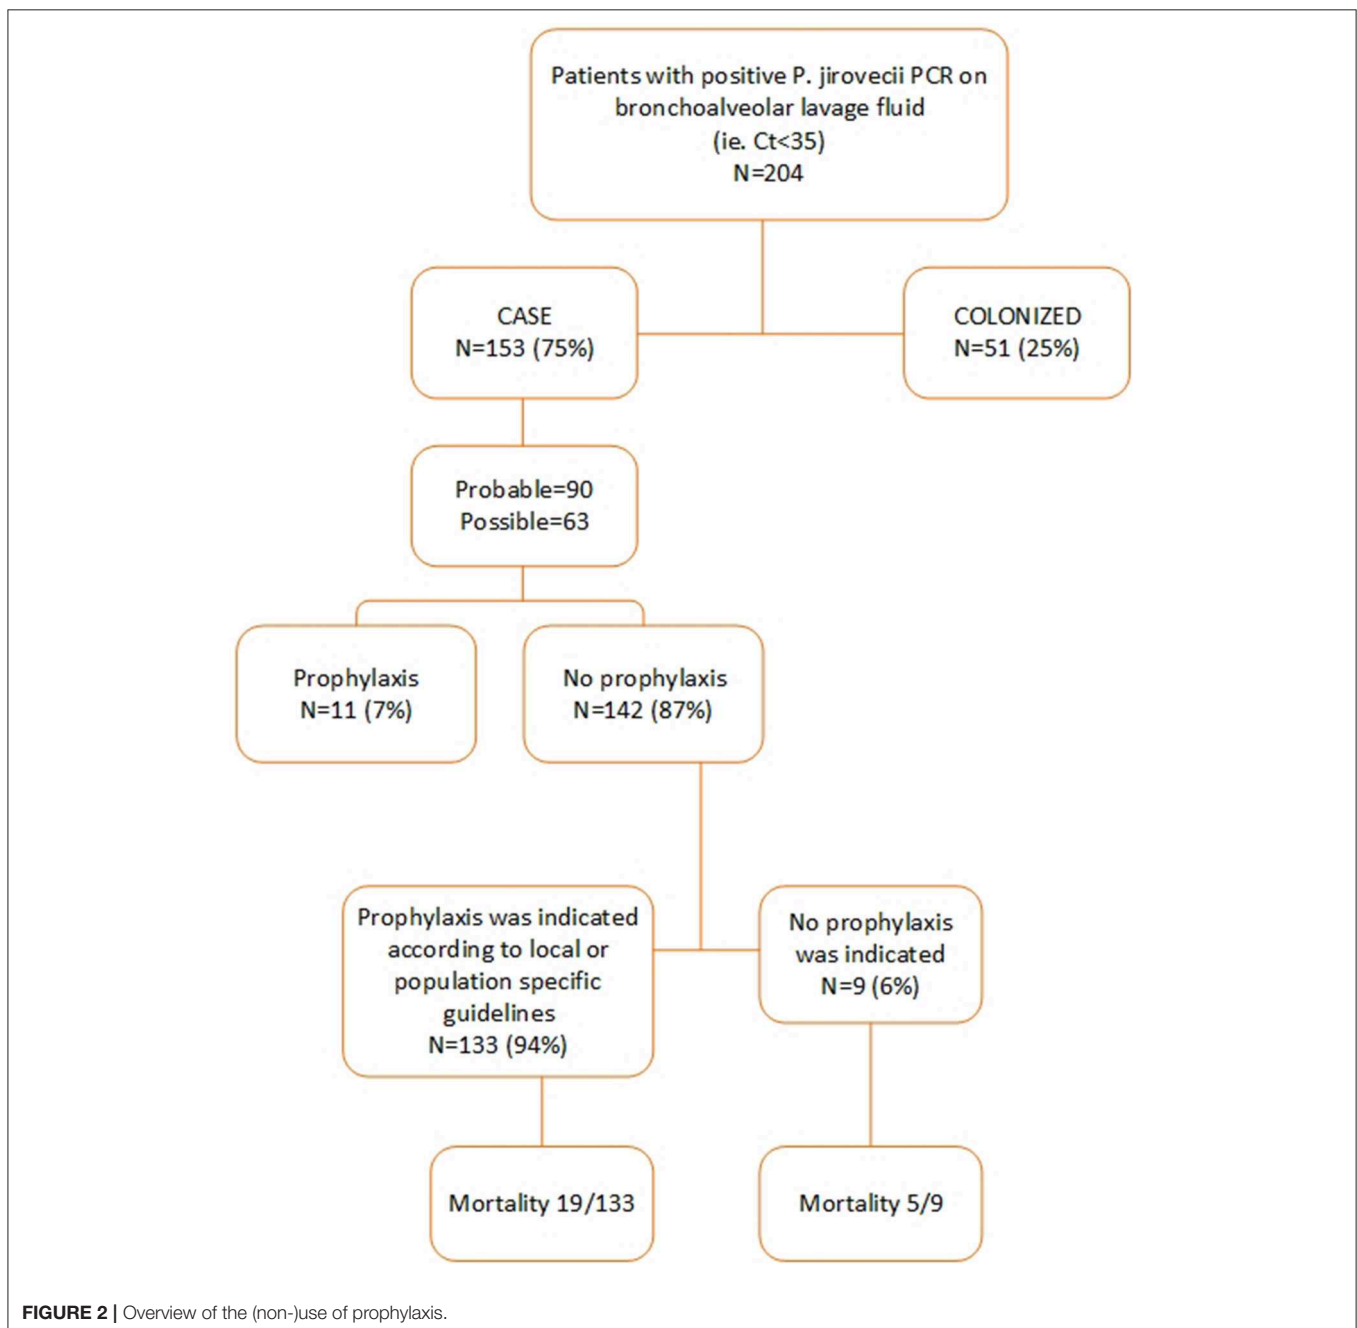 Patients with positive P. jirovecii PCR on
bronchoalveolar lavage fluid
(ie. Ct<35)
N=204
CASE
N=153 (75%)
COLONIZED
N=51 (25%)
Probable=90
Possible=63
Prophylaxis
N=11 (7%)
No prophylaxis
N=142 (87%)
Prophylaxis was indicated
according to local or
population specific
guidelines
N=133 (94%)
No prophylaxis
was indicated
N=9 (6%)
Mortality 19/133
Mortality 5/9
FIGURE 2 | Overview of the (non-)use of prophylaxis.